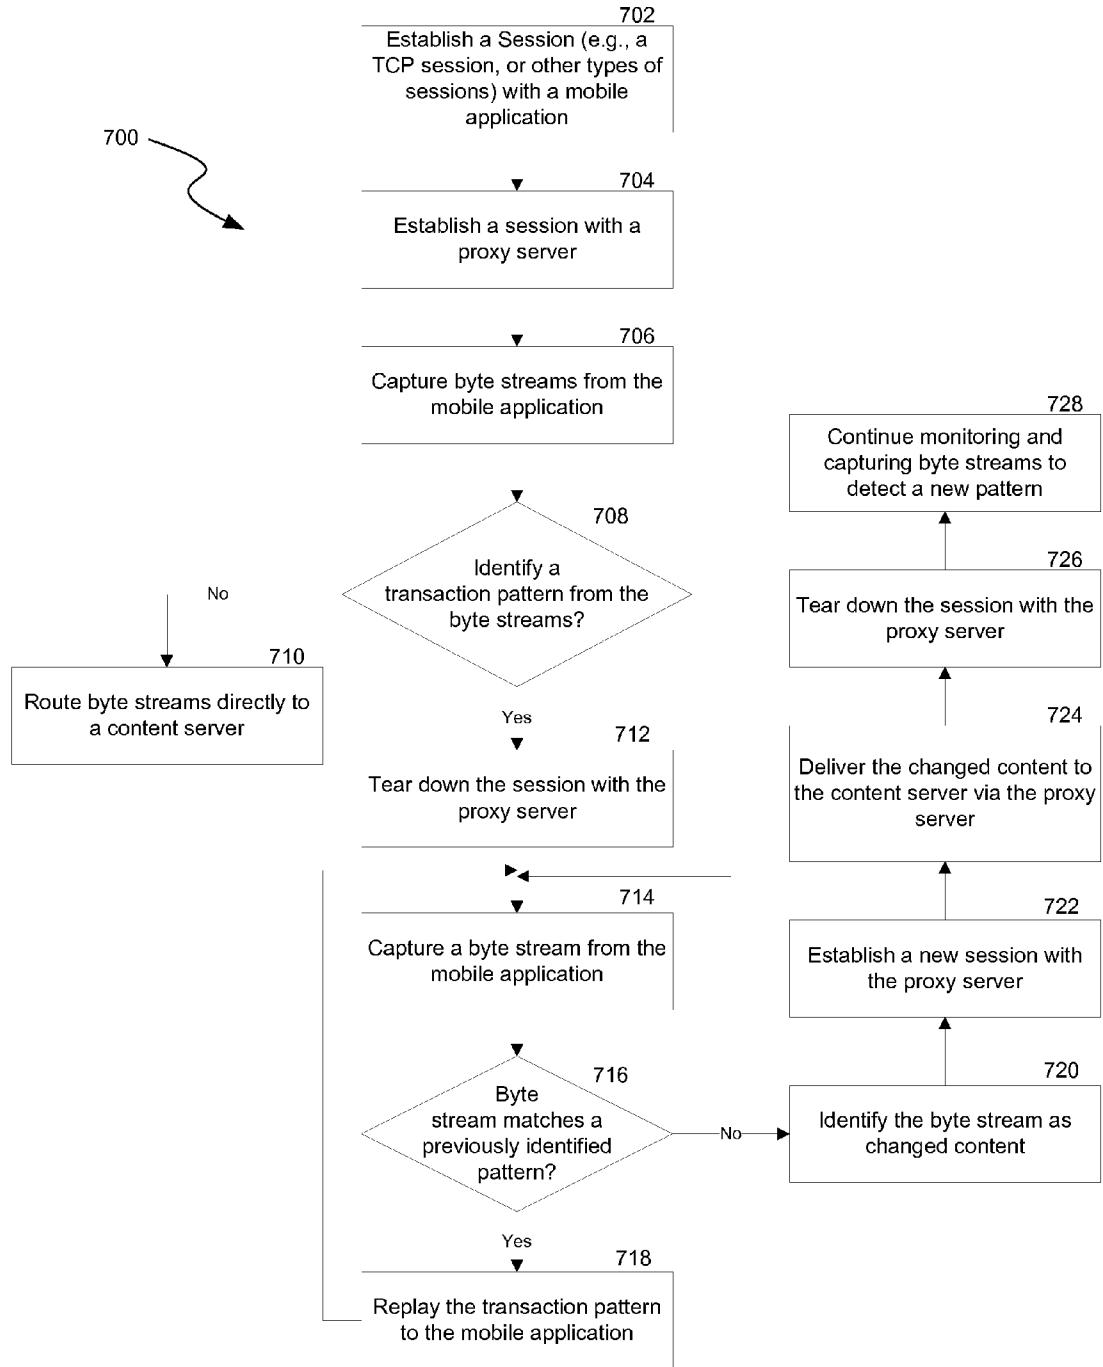 702
Establish a Session (e.g., a
TCP session, or other types of
sessions) with a mobile
application
700
704
Establish a session with a
proxy server
706
Capture byte streams from the
mobile application
708
Identify a
transaction pattern from the
byte streams?
No
710
Route byte streams directly to
a content server
Yes
712
Tear down the session with the
proxy server
714
Capture a byte stream from the
mobile application
716
Byte
stream matches a
previously identified
pattern?
Yes
718
Replay the transaction pattern
to the mobile application
No
720
Identify the byte stream as
changed content
722
Establish a new session with
the proxy server
724
Deliver the changed content to
the content server via the proxy
server
726
Tear down the session with the
proxy server
728
Continue monitoring and
capturing byte streams to
detect a new pattern